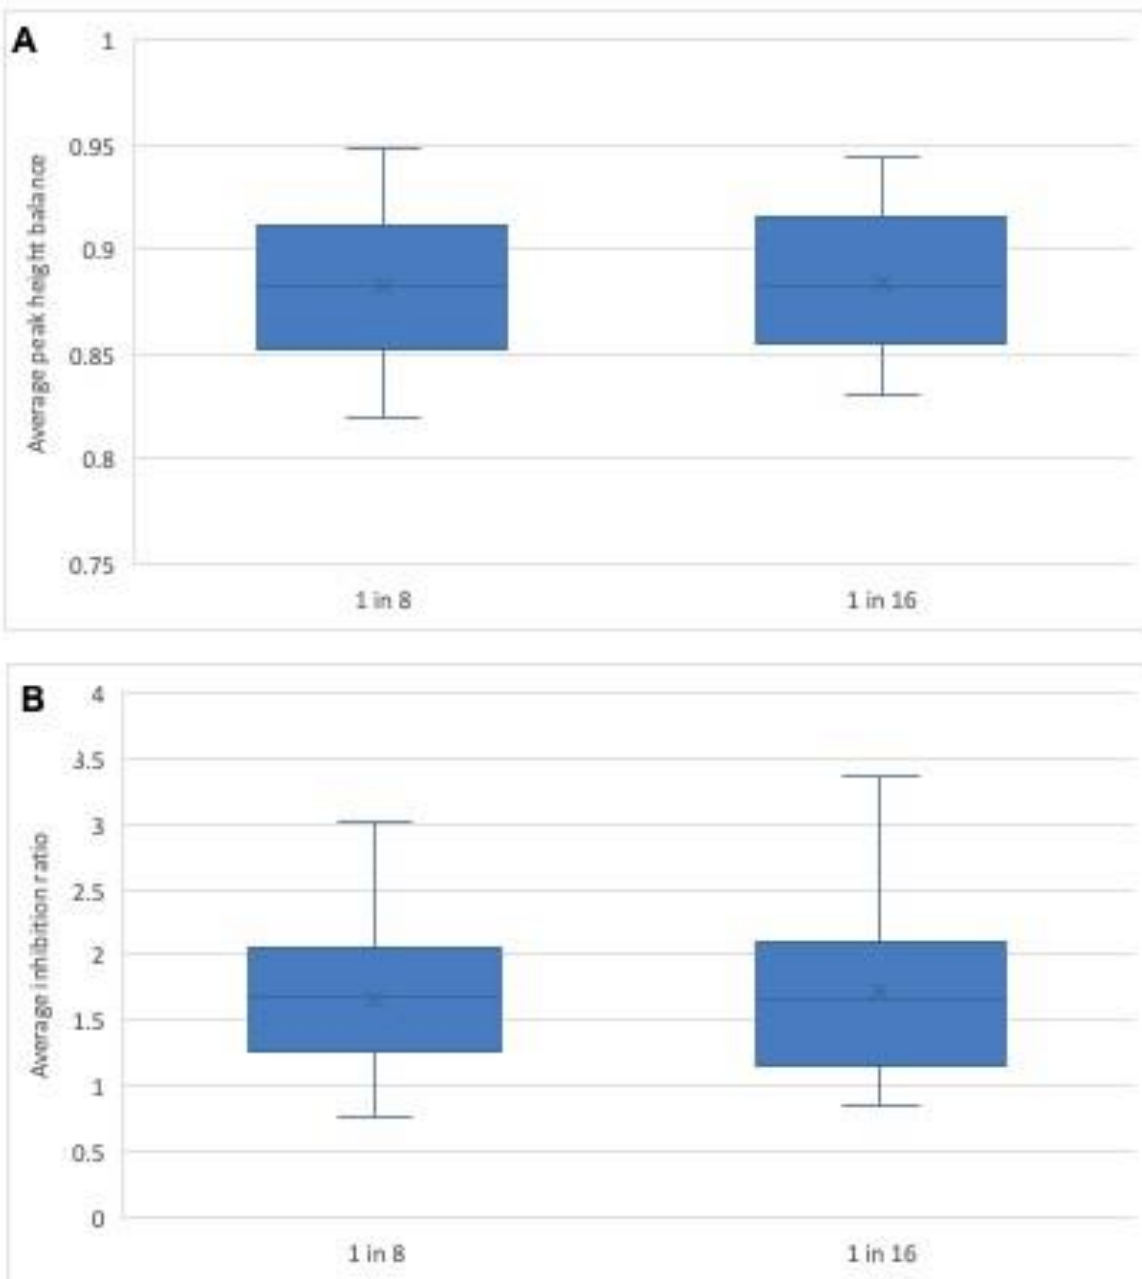 A
1
0.95
0.9
0.85
0.8
0.75
Average peak height balance
1 in 8
1 in 16
B
4
3.5
3
2.5
2
1.5
1
0.5
0
Average inhibition ratio
1 in 8
1 in 16